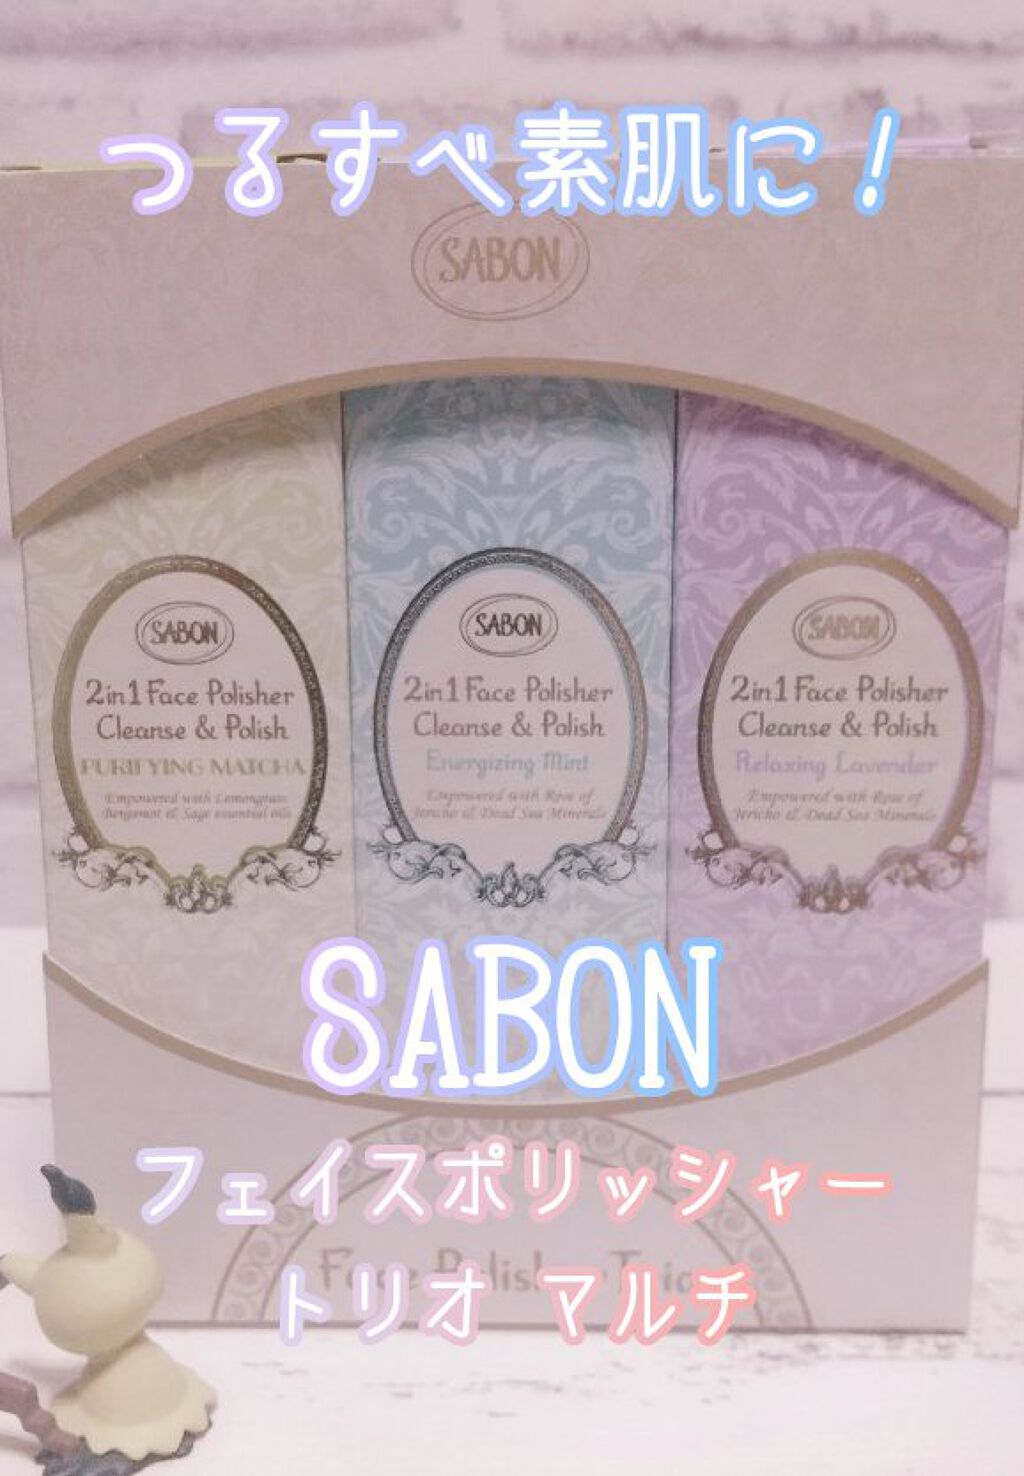 つるすべ素肌に！
SABON
SABON
2in1 Face Polisher
Cleanse & Polish
PURIFYING MATCHA
Empowered with Lemongrass
Bergamot & Sage essential oils
SABON
2in1 Face Polisher
Cleanse & Polish
Energizing Mint
Empowered with Rose of
Jericho & Dead Sea Minerals
SABON
2in1 Face Polisher
Cleanse & Polish
Relaxing Lavender
Empowered with Rose of
Jericho & Dead Sea Minerals
SABON
フェイスポリッシャー
Face Polisher Trio
トリオ マルチ